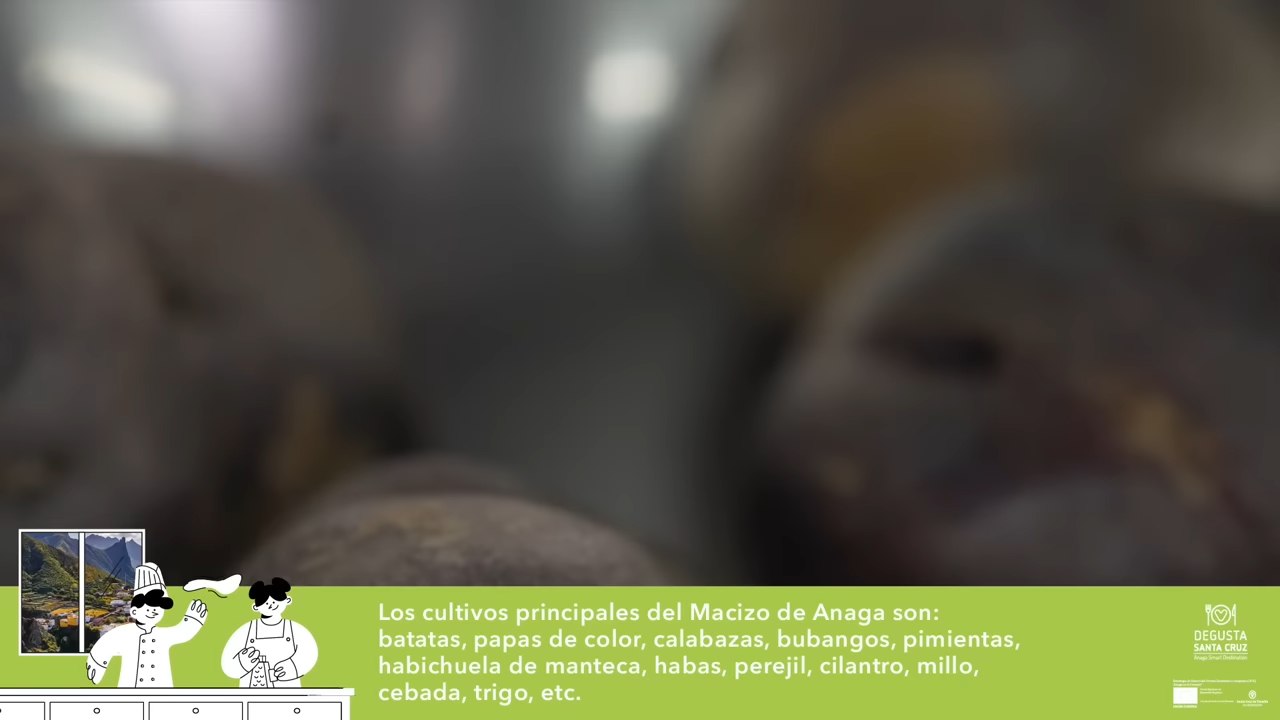 Los cultivos principales del Macizo de Anaga son:
batatas, papas de color, calabazas, bubangos, pimientas,
habichuela de manteca, habas, perejil, cilantro, millo,
cebada, trigo, etc.
DEGUSTA
SANTA CRUZ
Anaga Smart Destination